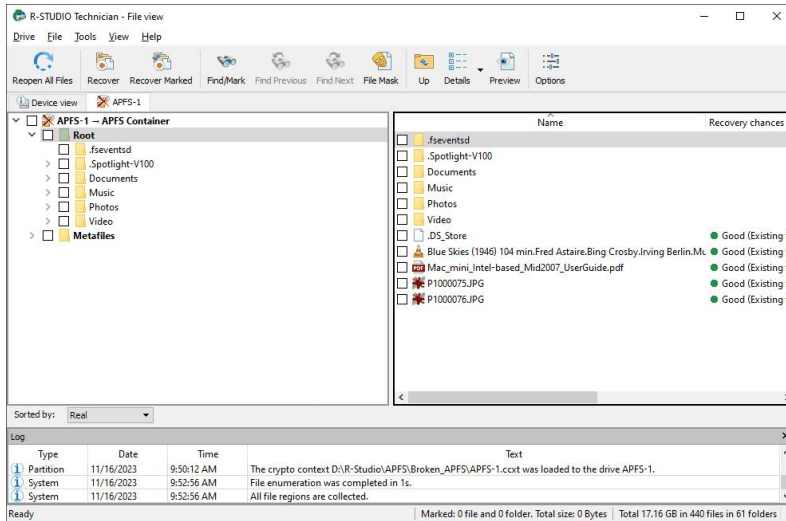 R-STUDIO Technician - File view
Drive File Tools View Help
Reopen All Files Recover Recover Marked Find/Mark Find Previous Find Next File Mask Up Details Preview Options
Device view APFS-1
APFS-1 → APFS Container
Root
.fseventsd
.Spotlight-V100
Documents
Music
Photos
Video
Metafiles
Name Recovery chances
.fseventsd
.Spotlight-V100
Documents
Music
Photos
Video
.DS_Store Good (Existing
Blue Skies (1946) 104 min.Fred Astaire.Bing Crosby.Irving Berlin.Mu Good (Existing
Mac_mini_Intel-based_Mid2007_UserGuide.pdf Good (Existing
P1000075.JPG Good (Existing
P1000076.JPG Good (Existing
Sorted by: Real
Log
Type Date Time Text
Partition 11/16/2023 9:50:12 AM The crypto context D:\R-Studio\APFS\Broken_APFS\APFS-1.ccxt was loaded to the drive APFS-1.
System 11/16/2023 9:52:56 AM File enumeration was completed in 1s.
System 11/16/2023 9:52:56 AM All file regions are collected.
Ready Marked: 0 file and 0 folder. Total size: 0 Bytes Total 17.16 GB in 440 files in 61 folders